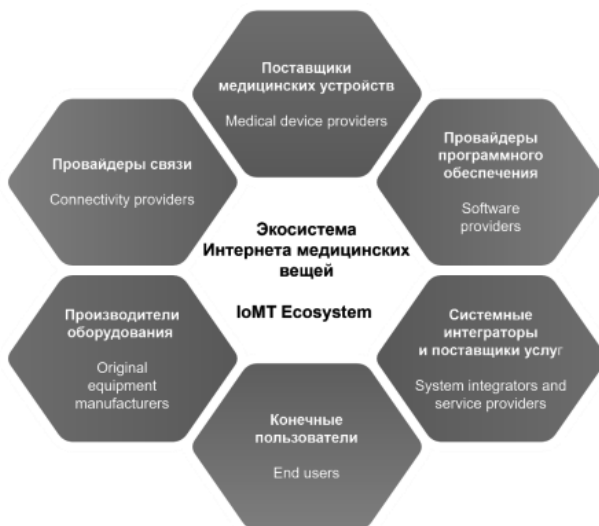 Поставщики
медицинских устройств
Medical device providers
Провайдеры связи
Connectivity providers
Провайдеры
программного
обеспечения
Software
providers
Экосистема
Интернета медицинских
вещей
IoMT Ecosystem
Производители
оборудования
Original
equipment
manufacturers
Системные
интеграторы
и поставщики услуг
System integrators and
service providers
Конечные
пользователи
End users